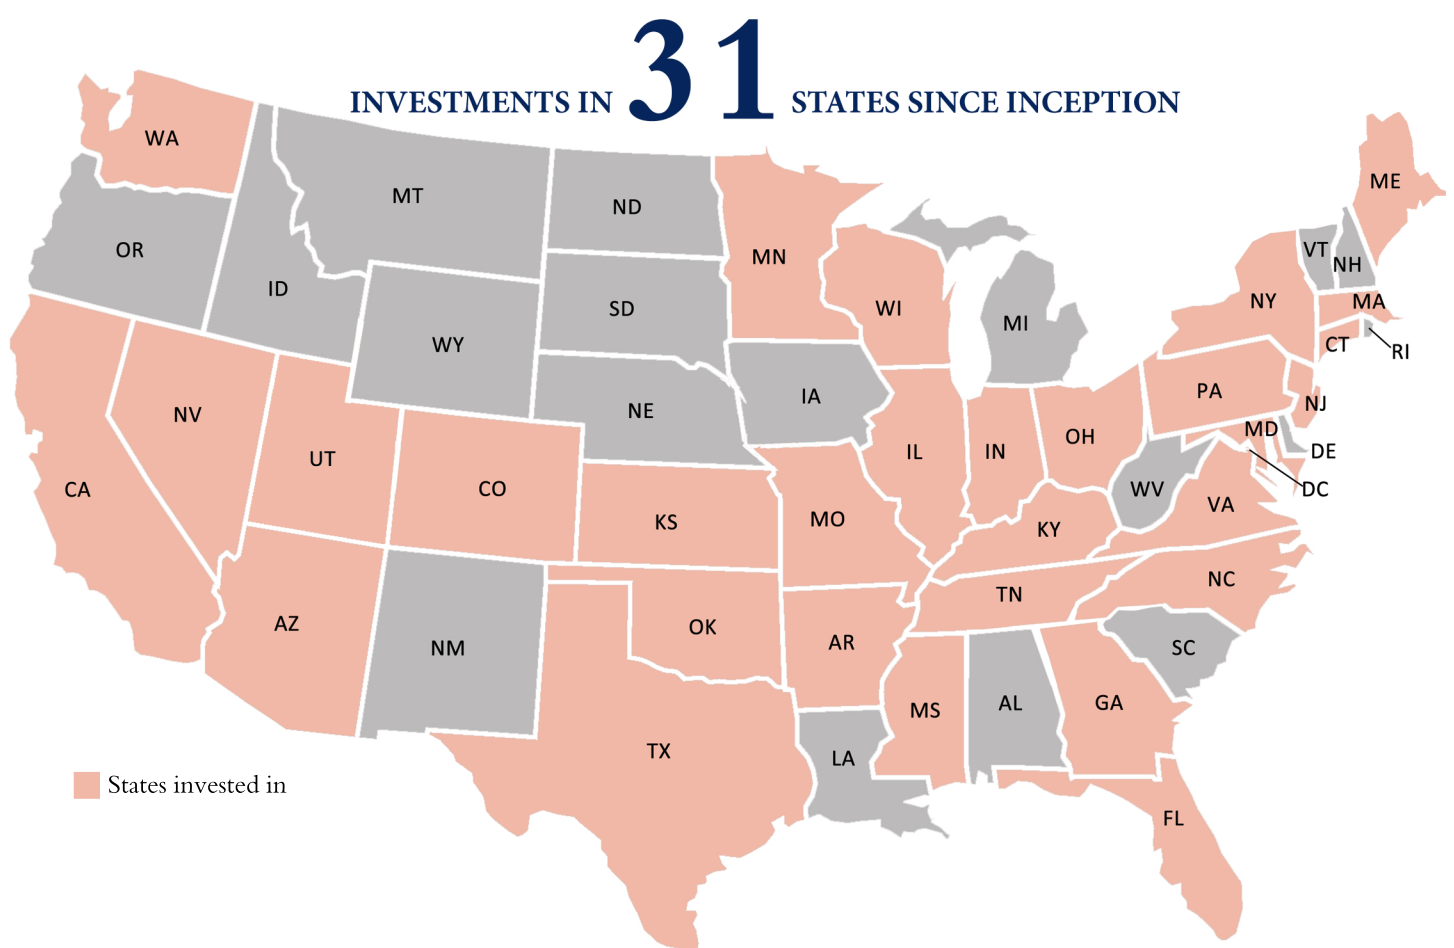 INVESTMENTS IN 31 STATES SINCE INCEPTION
WA
MT
ND
OR
ID
SD
MN
WI
MI
ME
VT
NH
NY
MA
CT
RI
WY
NE
IA
PA
NJ
NV
UT
CO
IL
IN
OH
MD
DE
DC
CA
KS
MO
WV
VA
KY
NC
TN
AZ
NM
OK
AR
SC
MS
AL
GA
TX
LA
FL
States invested in